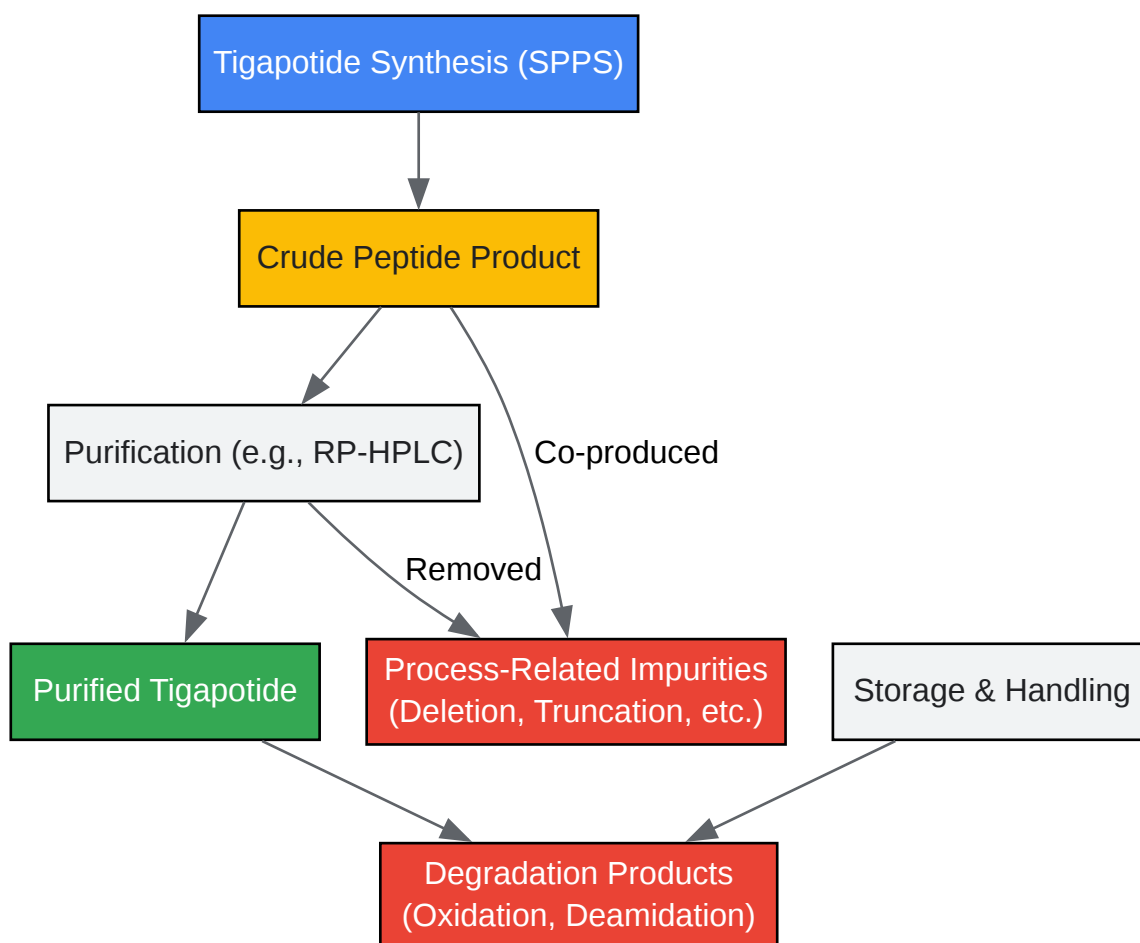 Tigapotide Synthesis (SPPS)
Crude Peptide Product
Purification (e.g., RP-HPLC)
Co-produced
Removed
Purified Tigapotide
Process-Related Impurities
(Deletion, Truncation, etc.)
Storage & Handling
Degradation Products
(Oxidation, Deamidation)